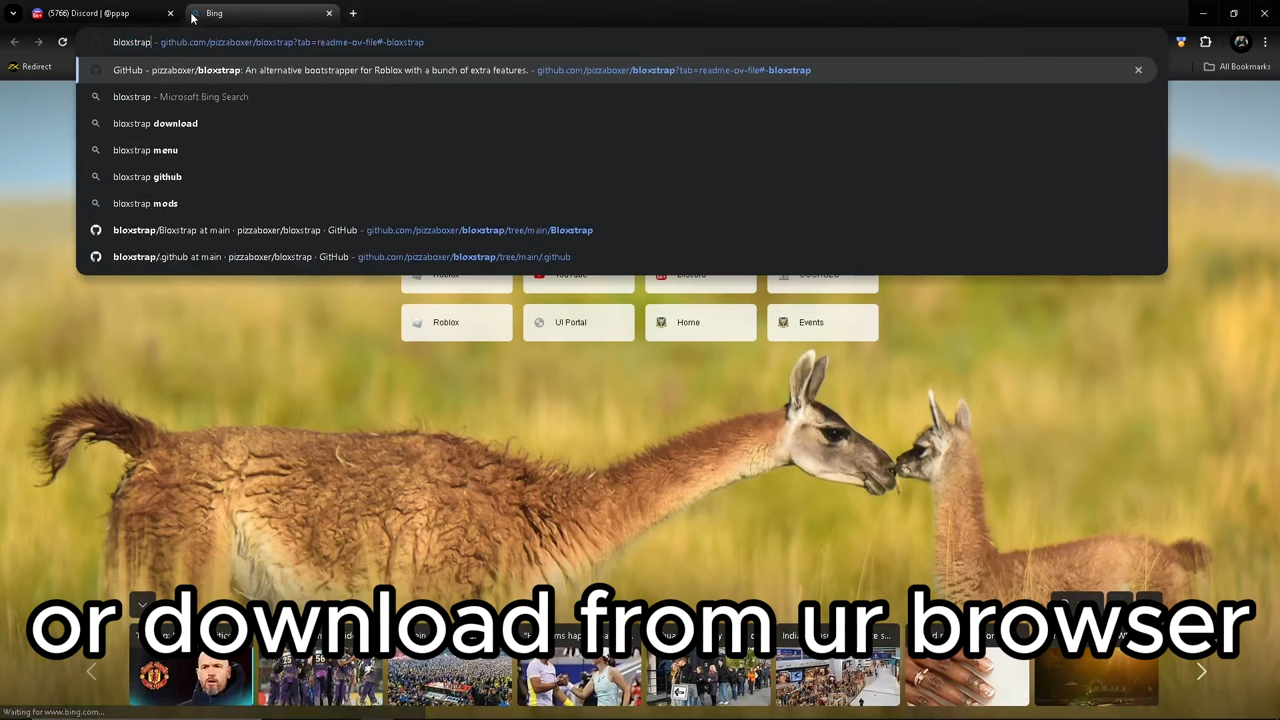 (5766) Discord | @ppap
Bing
bloxstrap - github.com/pizzaboxer/bloxstrap?tab=readme-ov-file#-bloxstrap
Redirect
All Bookmarks
GitHub - pizzaboxer/bloxstrap: An alternative bootstrapper for Roblox with a bunch of extra features. - github.com/pizzaboxer/bloxstrap?tab=readme-ov-file#-bloxstrap
bloxstrap - Microsoft Bing Search
bloxstrap download
bloxstrap menu
bloxstrap github
bloxstrap mods
bloxstrap/Bloxstrap at main · pizzaboxer/bloxstrap · GitHub - github.com/pizzaboxer/bloxstrap/tree/main/Bloxstrap
bloxstrap/.github at main · pizzaboxer/bloxstrap · GitHub - github.com/pizzaboxer/bloxstrap/tree/main/.github
Roblox YouTube Discord
Roblox UI Portal Home Events
or download from ur browser
Waiting for www.bing.com...